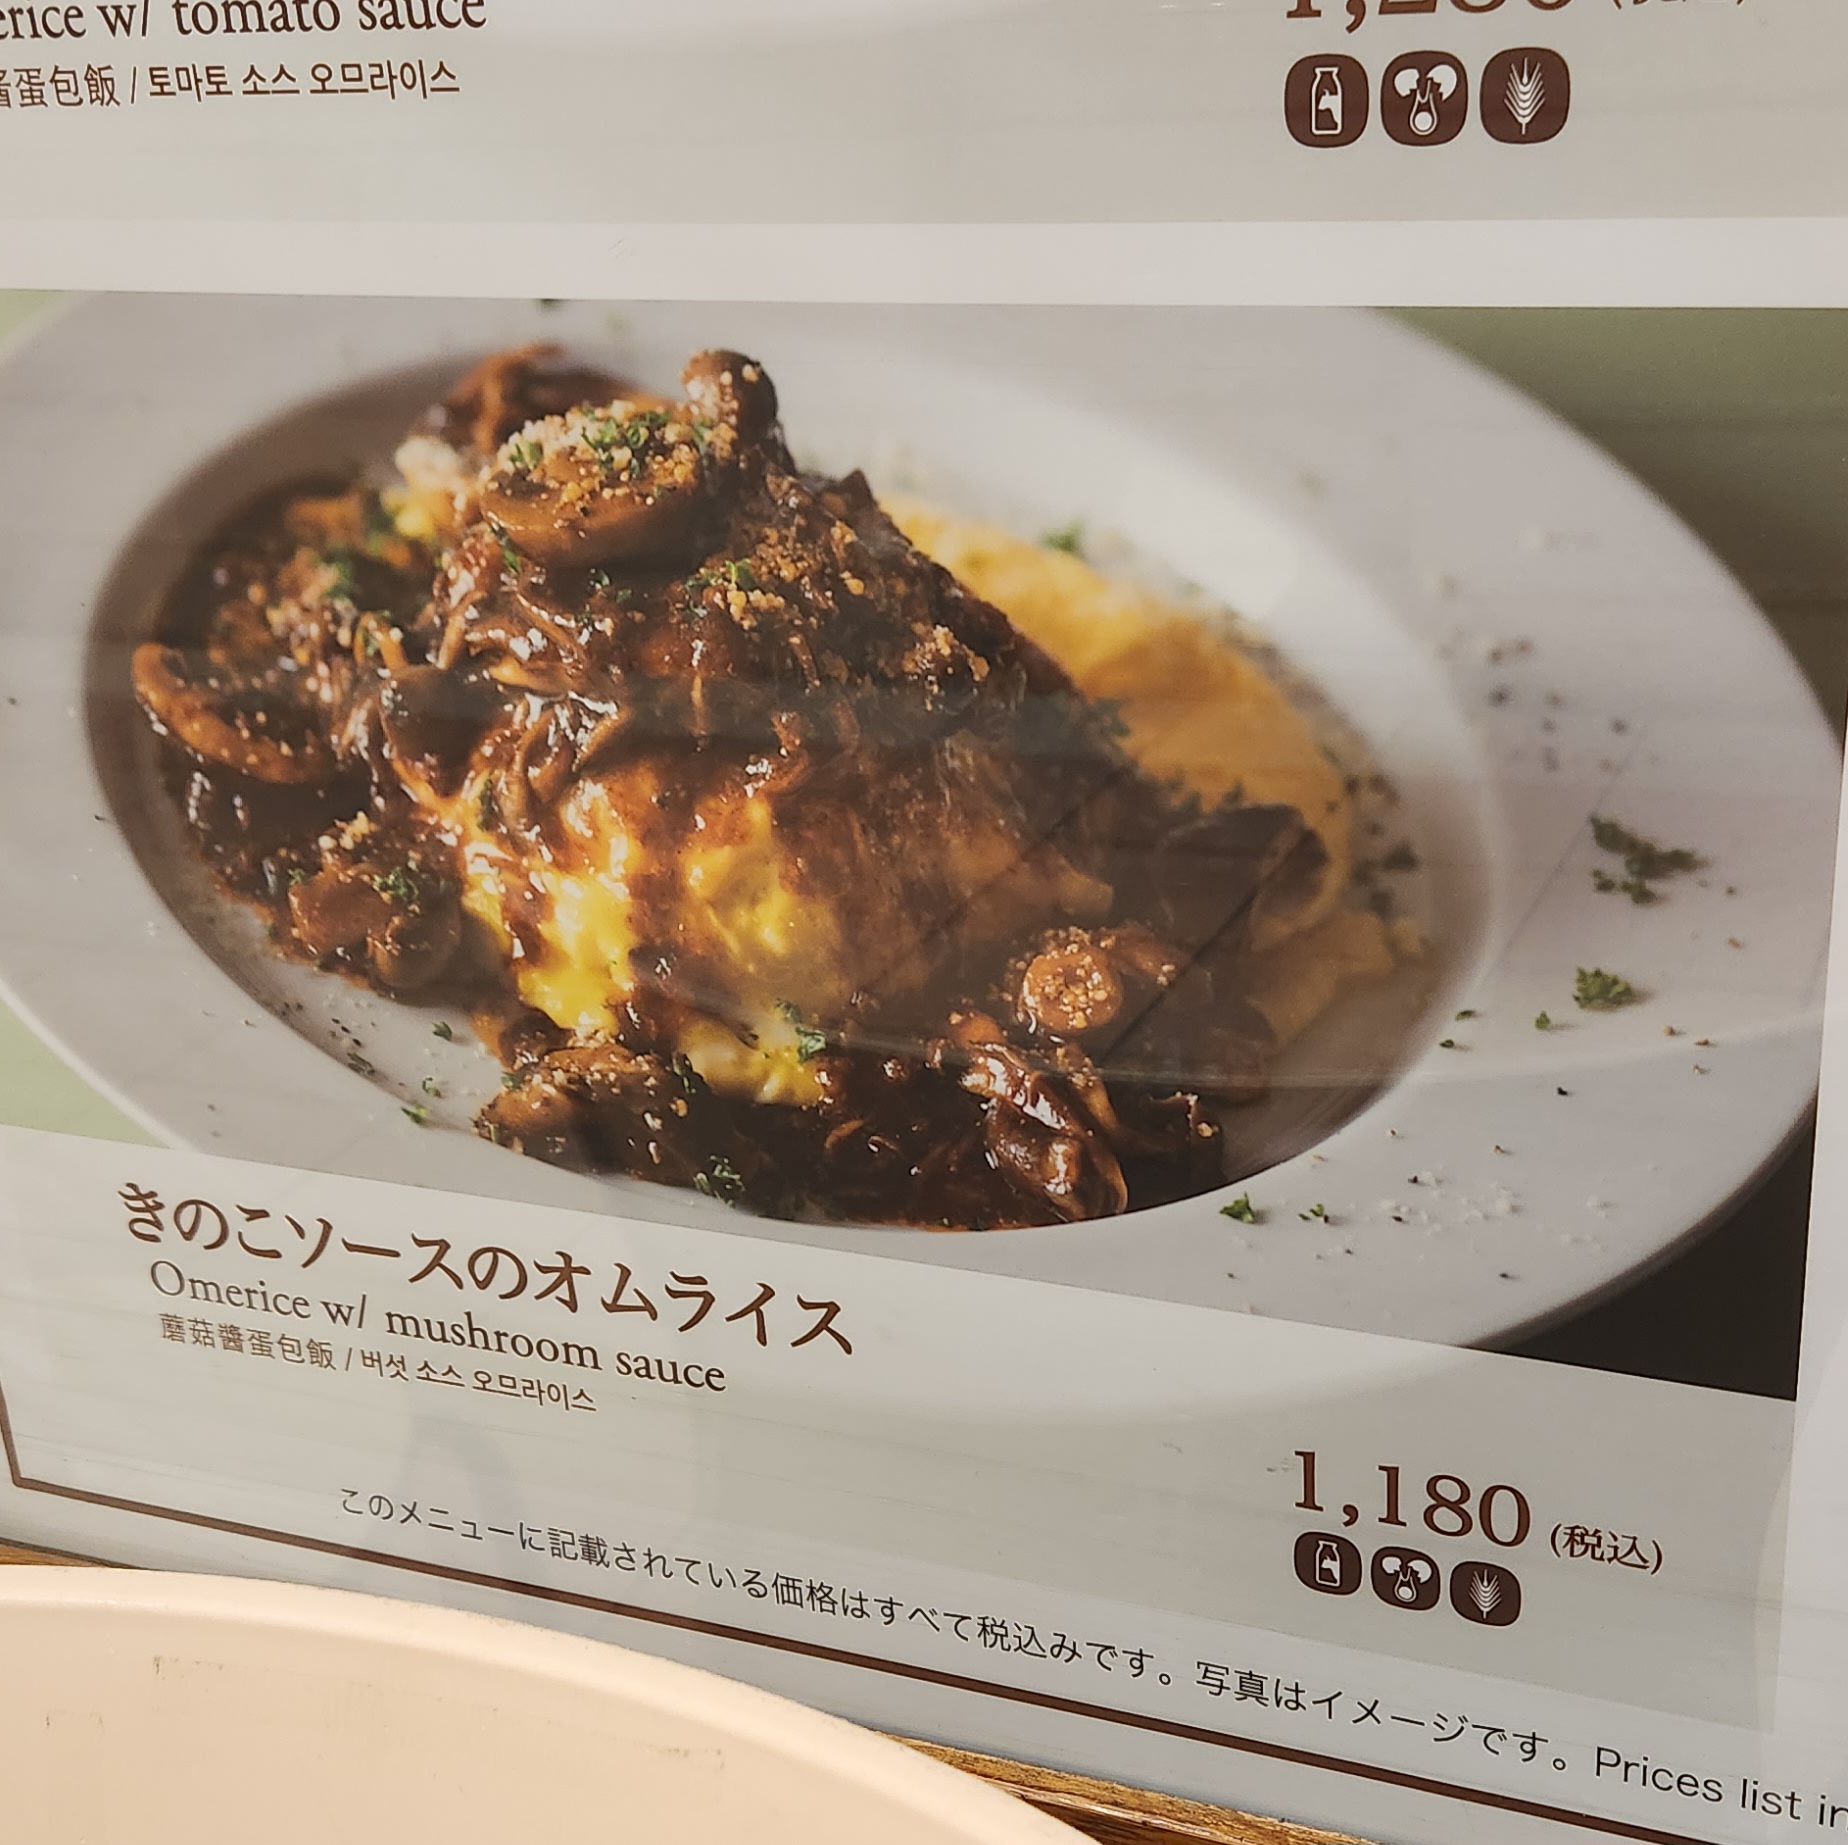 w/ tomato sauce
蛋包飯 / 토마토 소스 오므라이스
きのこソースのオムライス
Omerice w/ mushroom sauce
蘑菇醬蛋包飯 / 버섯 소스 오므라이스
1,180 (税込)
このメニューに記載されている価格はすべて税込みです。写真はイメージです。Prices list